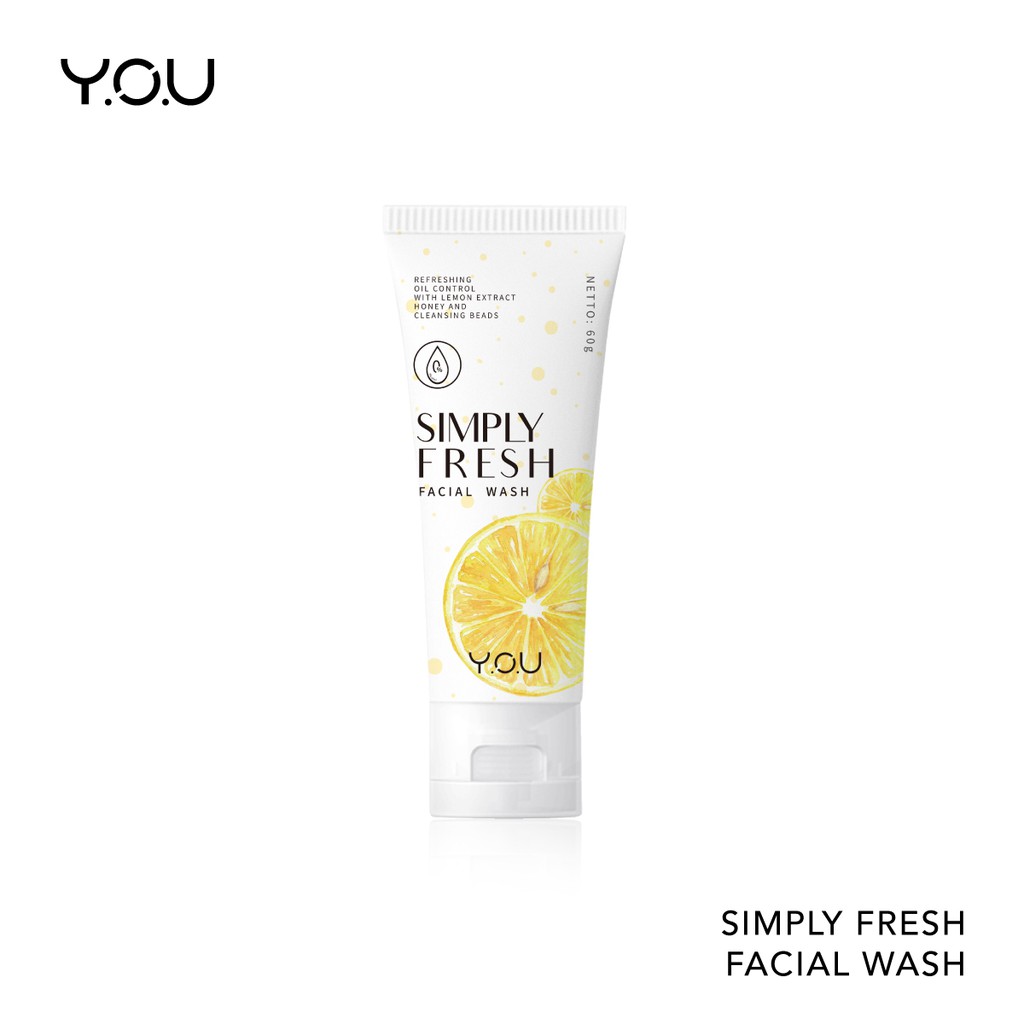 Y.O.U
REFRESHING
OIL CONTROL
WITH LEMON EXTRACT
HONEY AND
CLEANSING BEADS
NETTO: 60g
SIMPLY
FRESH
FACIAL WASH
Y.O.U
SIMPLY FRESH
FACIAL WASH